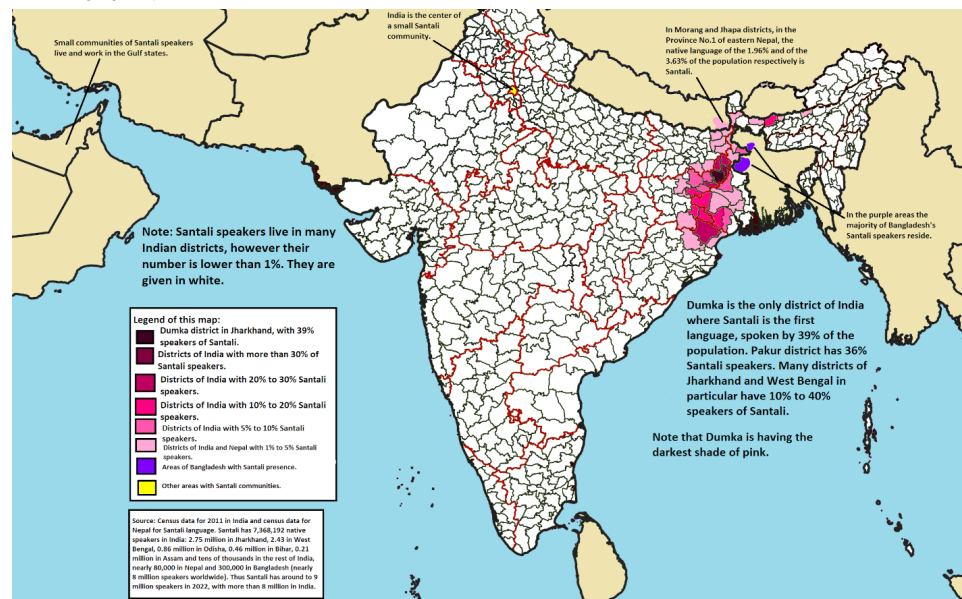 India is the center of
a small Santali
community.
Small communities of Santali speakers
live and work in the Gulf states.
In Morang and Jhapa districts, in the
Province No.1 of eastern Nepal, the
native language of the 1.96% and of the
3.63% of the population respectively is
Santali.
In the purple areas the
majority of Bangladesh's
Santali speakers reside.
Note: Santali speakers live in many
Indian districts, however their
number is lower than 1%. They are
given in white.
Legend of this map:
Dumka district in Jharkhand, with 39%
speakers of Santali.
Districts of India with more than 30% of
Santali speakers.
Districts of India with 20% to 30% Santali
speakers.
Districts of India with 10% to 20% Santali
speakers.
Districts of India with 5% to 10% Santali
speakers.
Districts of India and Nepal with 1% to 5% Santali
speakers.
Areas of Bangladesh with Santali presence.
Other areas with Santali communities.
Dumka is the only district of India
where Santali is the first
language, spoken by 39% of the
population. Pakur district has 36%
Santali speakers. Many districts of
Jharkhand and West Bengal in
particular have 10% to 40%
speakers of Santali.
Note that Dumka is having the
darkest shade of pink.
Source: Census data for 2011 in India and census data for
Nepal for Santali language. Santali has 7,368,192 native
speakers in India: 2.75 million in Jharkhand, 2.43 in West
Bengal, 0.86 million in Odisha, 0.46 million in Bihar, 0.21
million in Assam and tens of thousands in the rest of India,
nearly 80,000 in Nepal and 300,000 in Bangladesh (nearly
8 million speakers worldwide). Thus Santali has around to 9
million speakers in 2022, with more than 8 million in India.